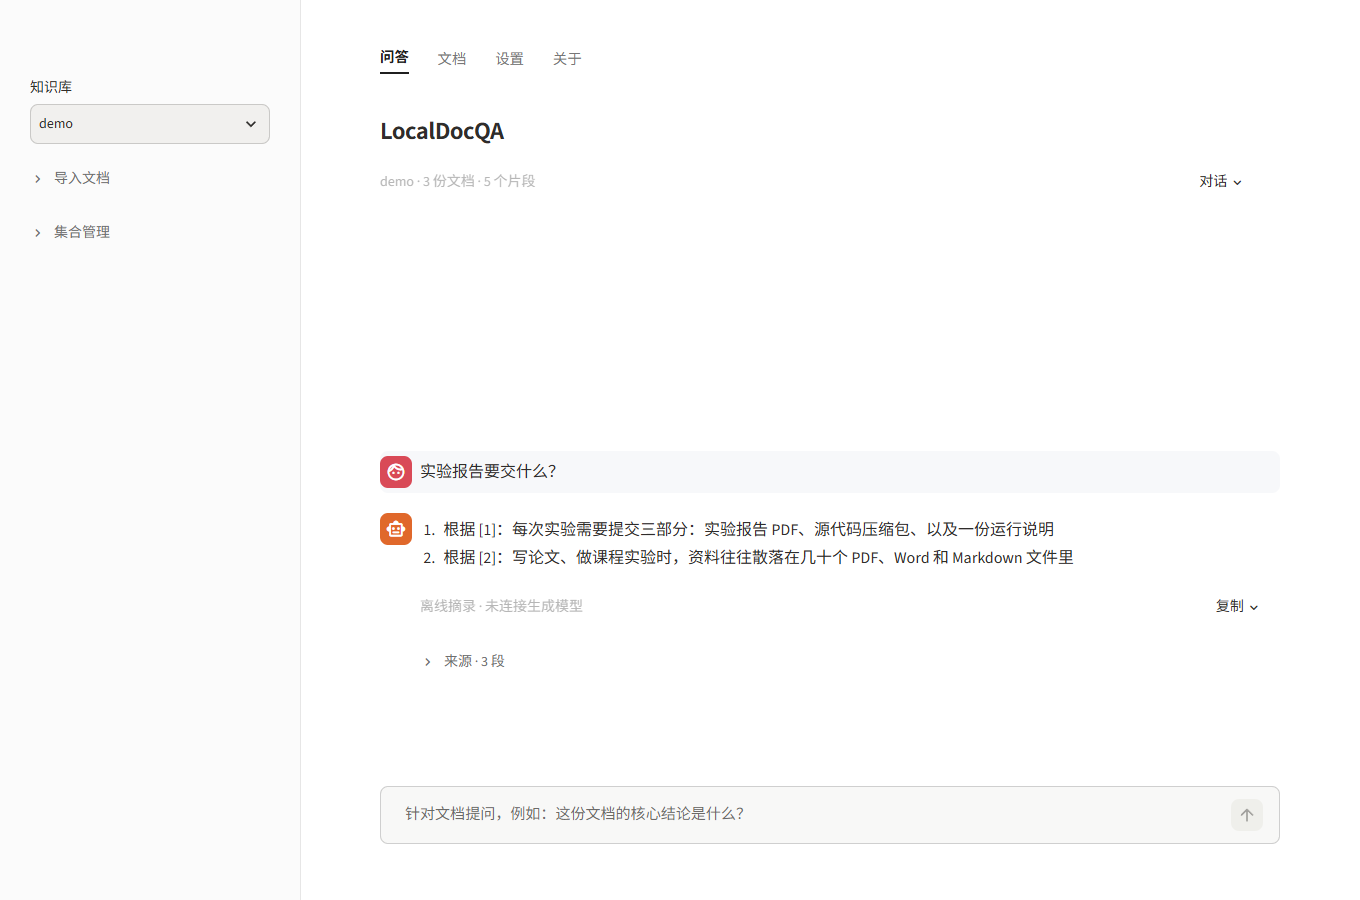 知识库
demo
导入文档
集合管理
问答 文档 设置 关于
LocalDocQA
demo · 3 份文档 · 5 个片段
对话
实验报告要交什么？
1. 根据 [1]：每次实验需要提交三部分：实验报告 PDF、源代码压缩包、以及一份运行说明
2. 根据 [2]：写论文、做课程实验时，资料往往散落在几十个 PDF、Word 和 Markdown 文件里
离线摘录 · 未连接生成模型
复制
来源 · 3 段
针对文档提问，例如：这份文档的核心结论是什么？